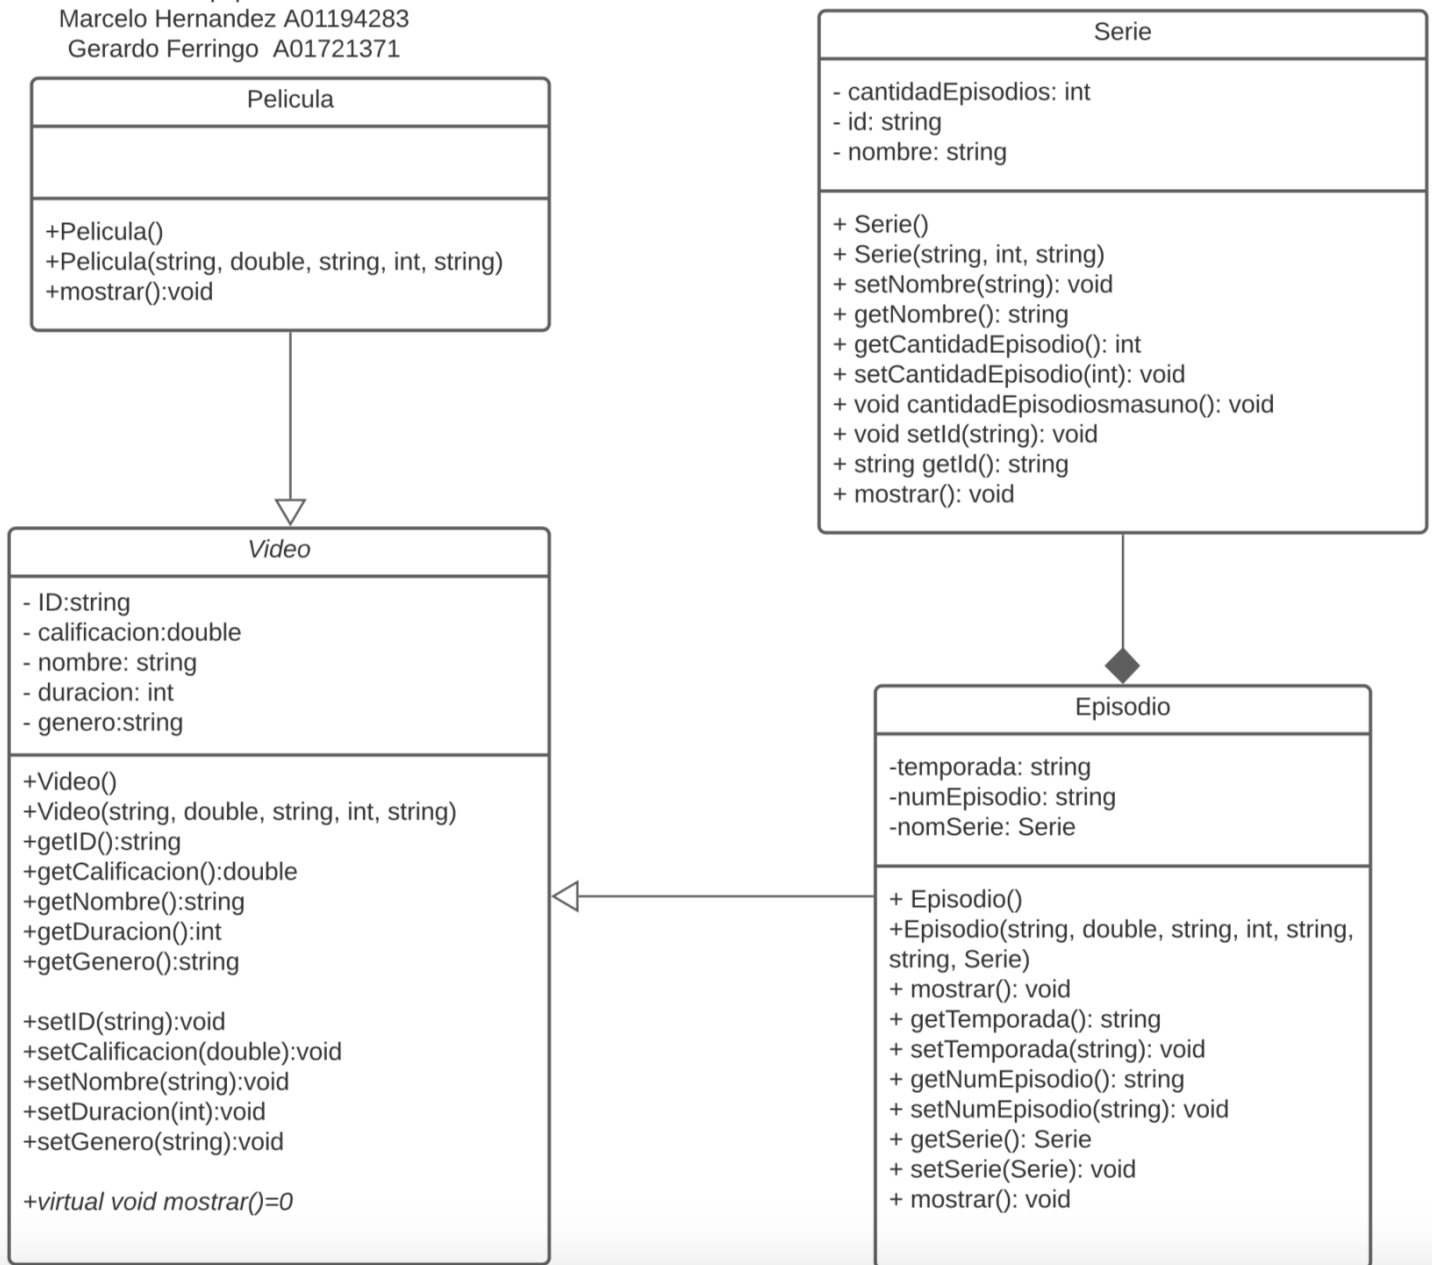 Marcelo Hernandez A01194283
Gerardo Ferringo  A01721371
Pelicula
+Pelicula()
+Pelicula(string, double, string, int, string)
+mostrar():void
Serie
- cantidadEpisodios: int
- id: string
- nombre: string
+ Serie()
+ Serie(string, int, string)
+ setNombre(string): void
+ getNombre(): string
+ getCantidadEpisodio(): int
+ setCantidadEpisodio(int): void
+ void cantidadEpisodiosmasuno(): void
+ void setId(string): void
+ string getId(): string
+ mostrar(): void
Video
- ID:string
- calificacion:double
- nombre: string
- duracion: int
- genero:string
+Video()
+Video(string, double, string, int, string)
+getID():string
+getCalificacion():double
+getNombre():string
+getDuracion():int
+getGenero():string
+setID(string):void
+setCalificacion(double):void
+setNombre(string):void
+setDuracion(int):void
+setGenero(string):void
+virtual void mostrar()=0
Episodio
-temporada: string
-numEpisodio: string
-nomSerie: Serie
+ Episodio()
+Episodio(string, double, string, int, string,
string, Serie)
+ mostrar(): void
+ getTemporada(): string
+ setTemporada(string): void
+ getNumEpisodio(): string
+ setNumEpisodio(string): void
+ getSerie(): Serie
+ setSerie(Serie): void
+ mostrar(): void